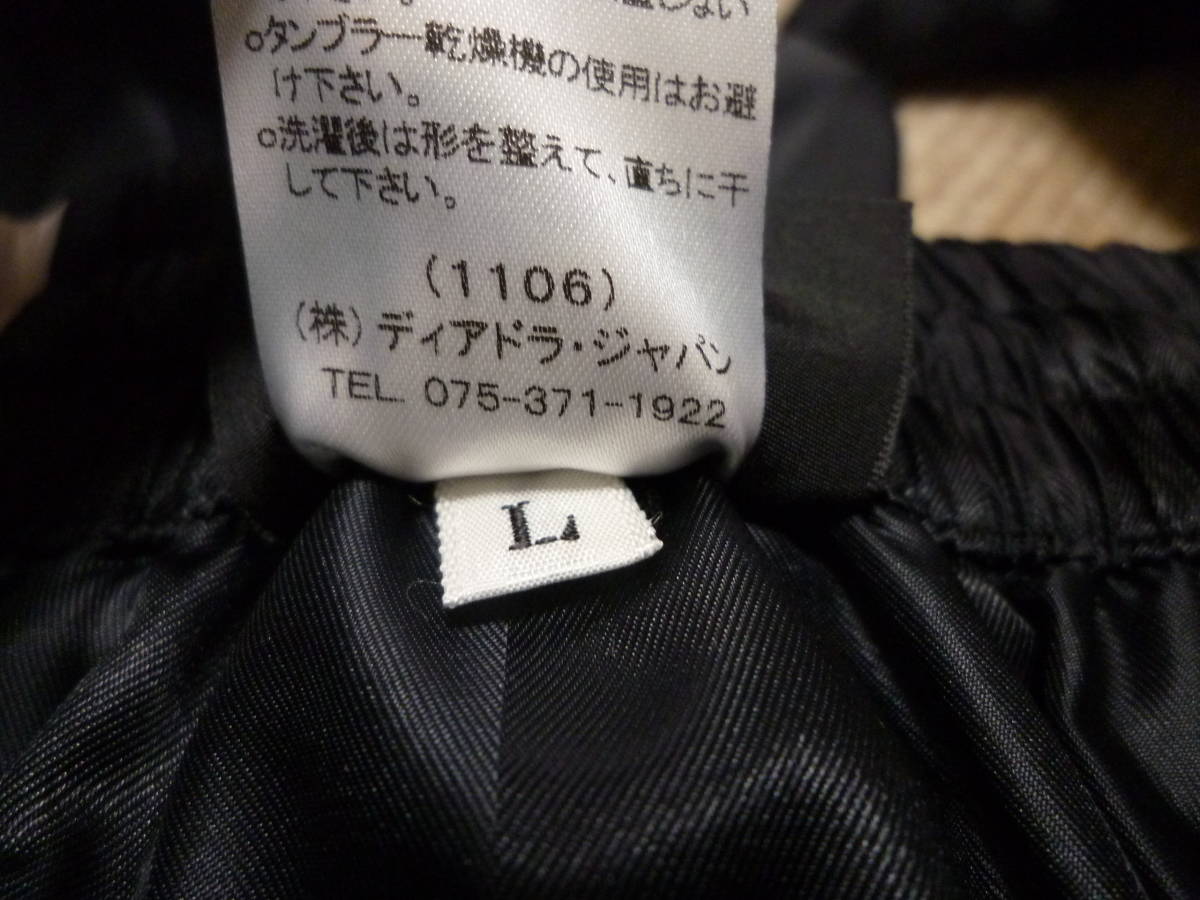 oタンブラー乾燥機の使用はお避
け下さい。
o洗濯後は形を整えて、直ちに干
して下さい。
(1106)
(株)ディアドラ・ジャパン
TEL. 075-371-1922
L